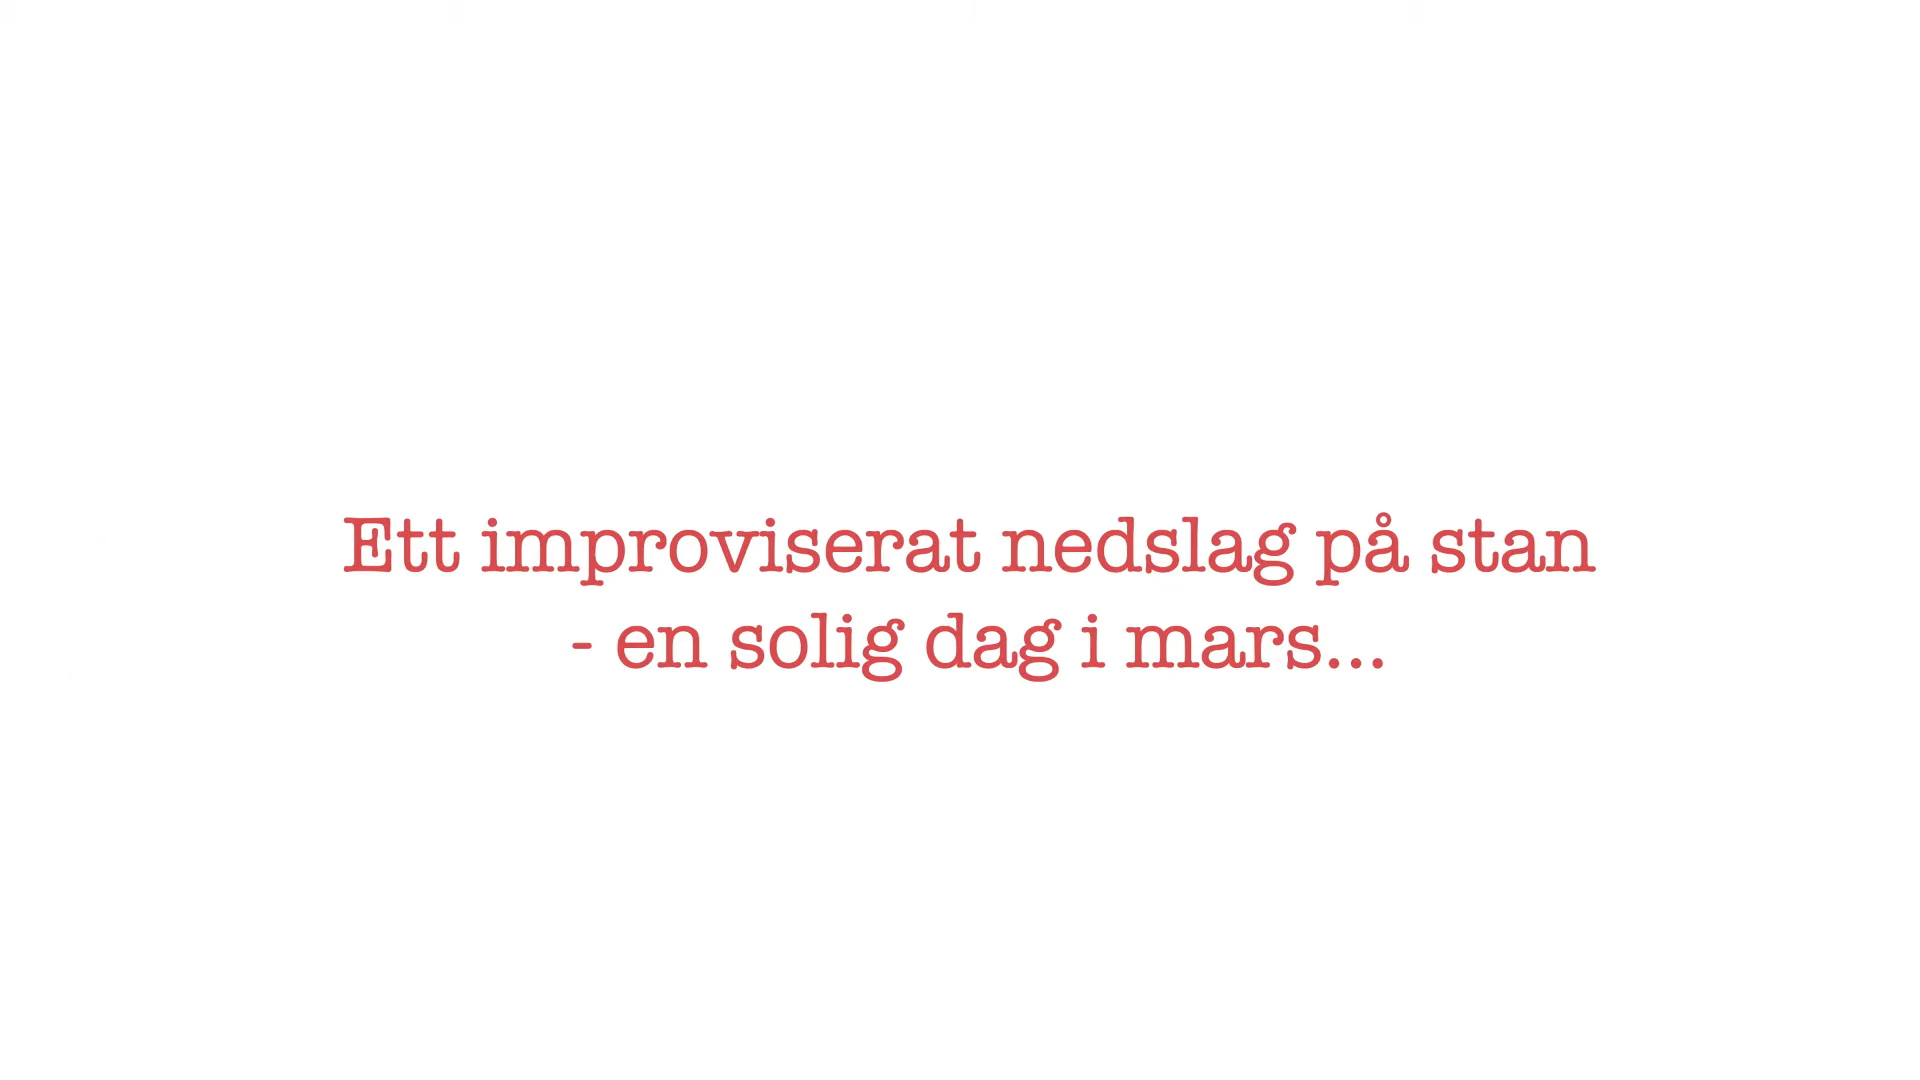 Ett improviserat nedslag på stan
- en solig dag i mars...